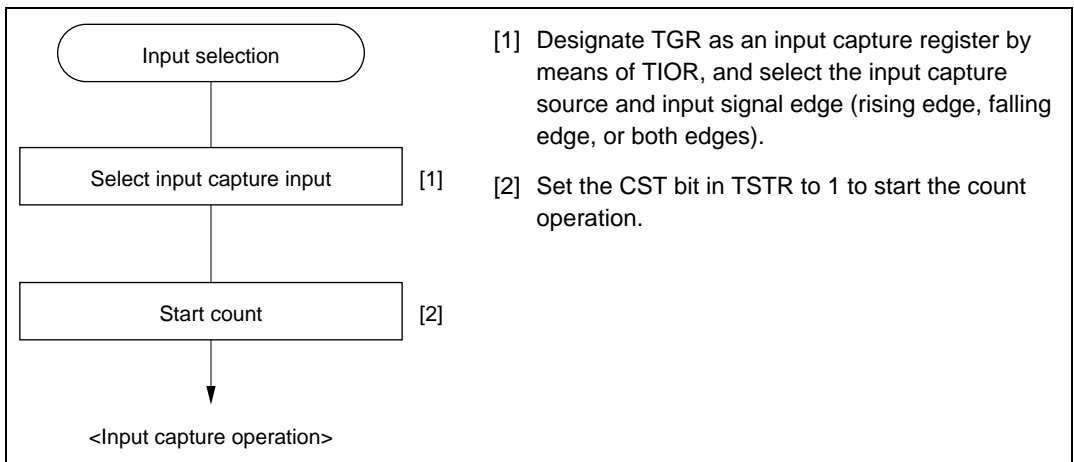 Input selection
Select input capture input
[1]
Start count
[2]
<Input capture operation>
[1] Designate TGR as an input capture register by
means of TIOR, and select the input capture
source and input signal edge (rising edge, falling
edge, or both edges).
[2] Set the CST bit in TSTR to 1 to start the count
operation.